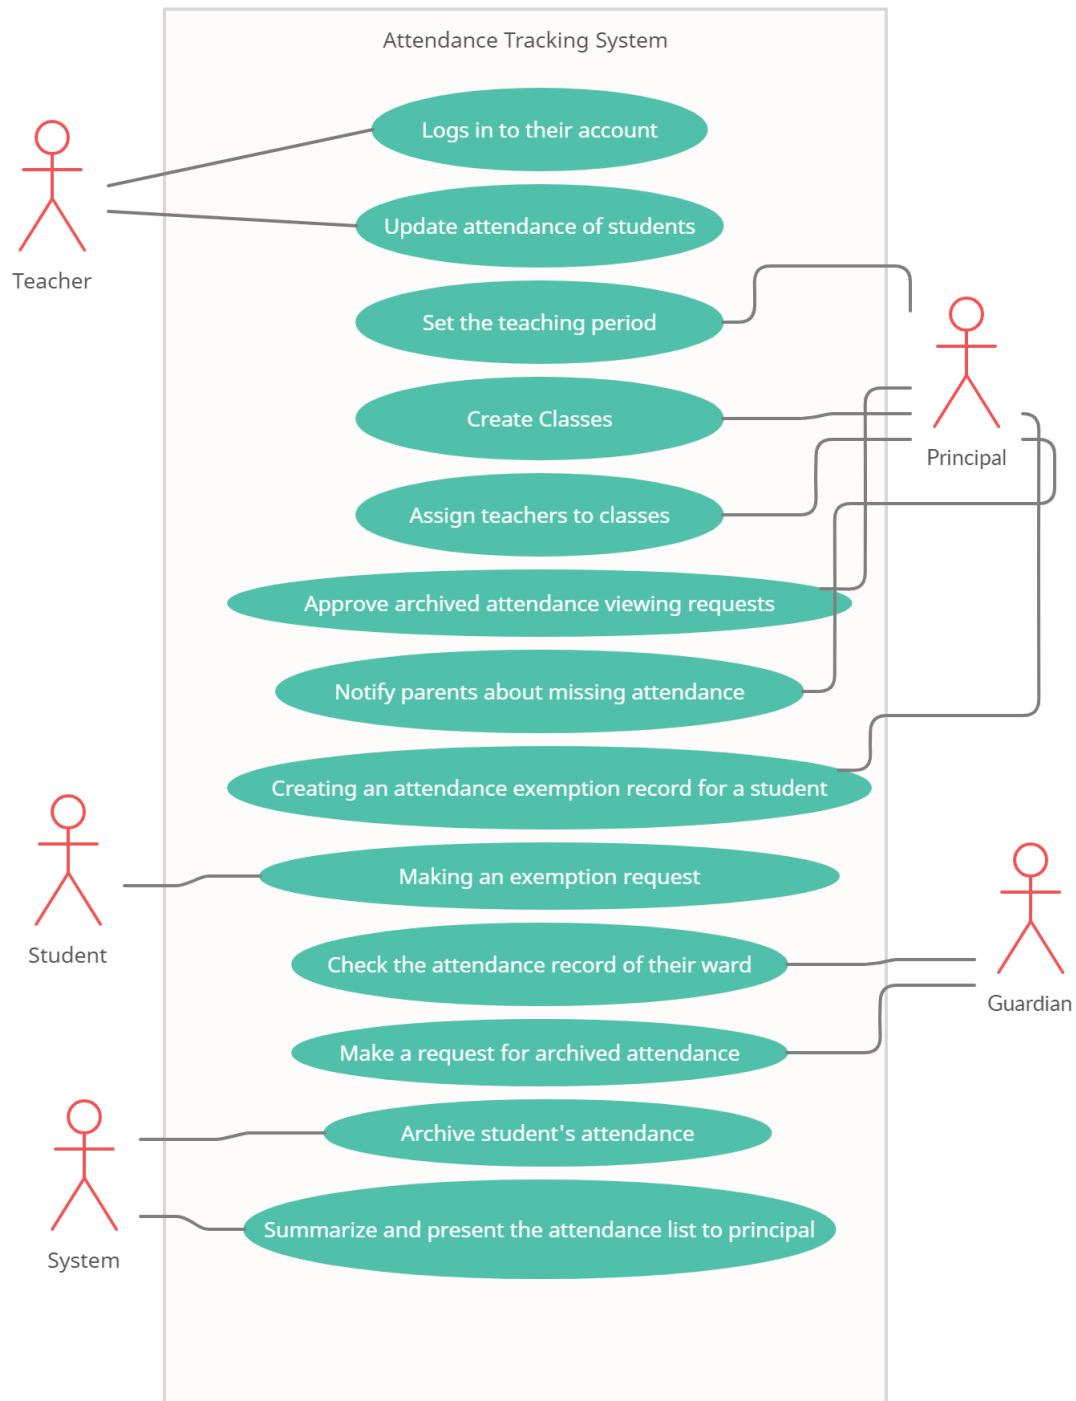 Attendance Tracking System
Logs in to their account
Update attendance of students
Teacher
Set the teaching period
Create Classes
Principal
Assign teachers to classes
Approve archived attendance viewing requests
Notify parents about missing attendance
Creating an attendance exemption record for a student
Making an exemption request
Student
Check the attendance record of their ward
Guardian
Make a request for archived attendance
Archive student's attendance
Summarize and present the attendance list to principal
System